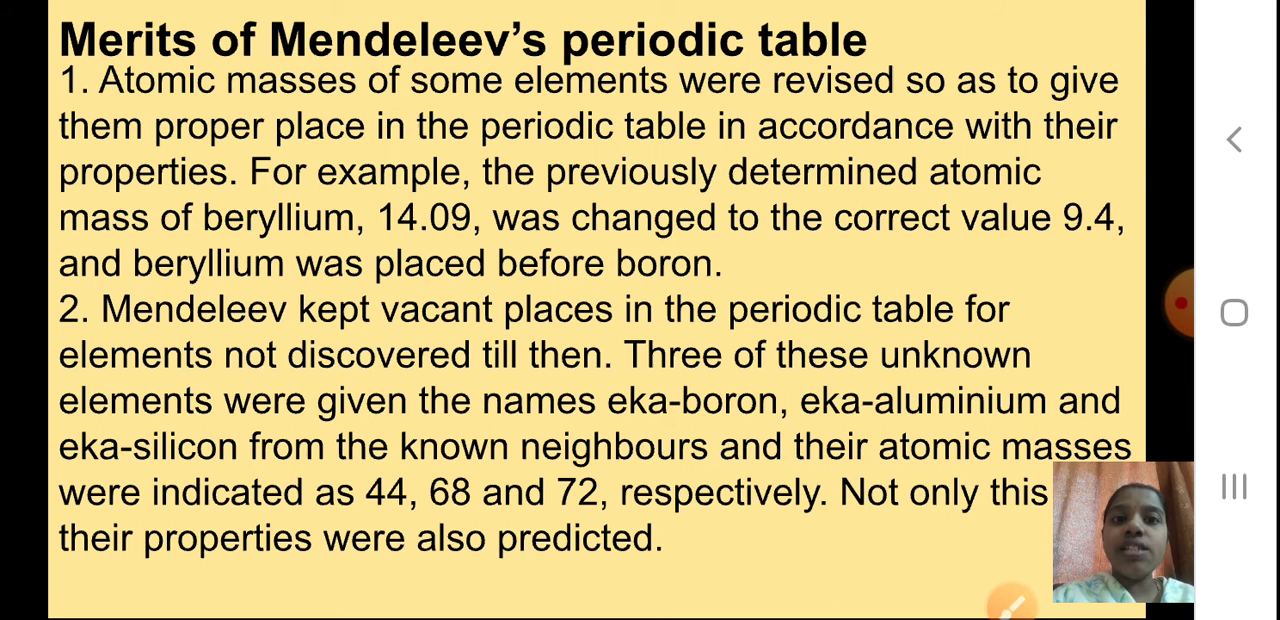 Merits of Mendeleev’s periodic table
1. Atomic masses of some elements were revised so as to give
them proper place in the periodic table in accordance with their
properties. For example, the previously determined atomic
mass of beryllium, 14.09, was changed to the correct value 9.4,
and beryllium was placed before boron.
2. Mendeleev kept vacant places in the periodic table for
elements not discovered till then. Three of these unknown
elements were given the names eka-boron, eka-aluminium and
eka-silicon from the known neighbours and their atomic masses
were indicated as 44, 68 and 72, respectively. Not only this
their properties were also predicted.